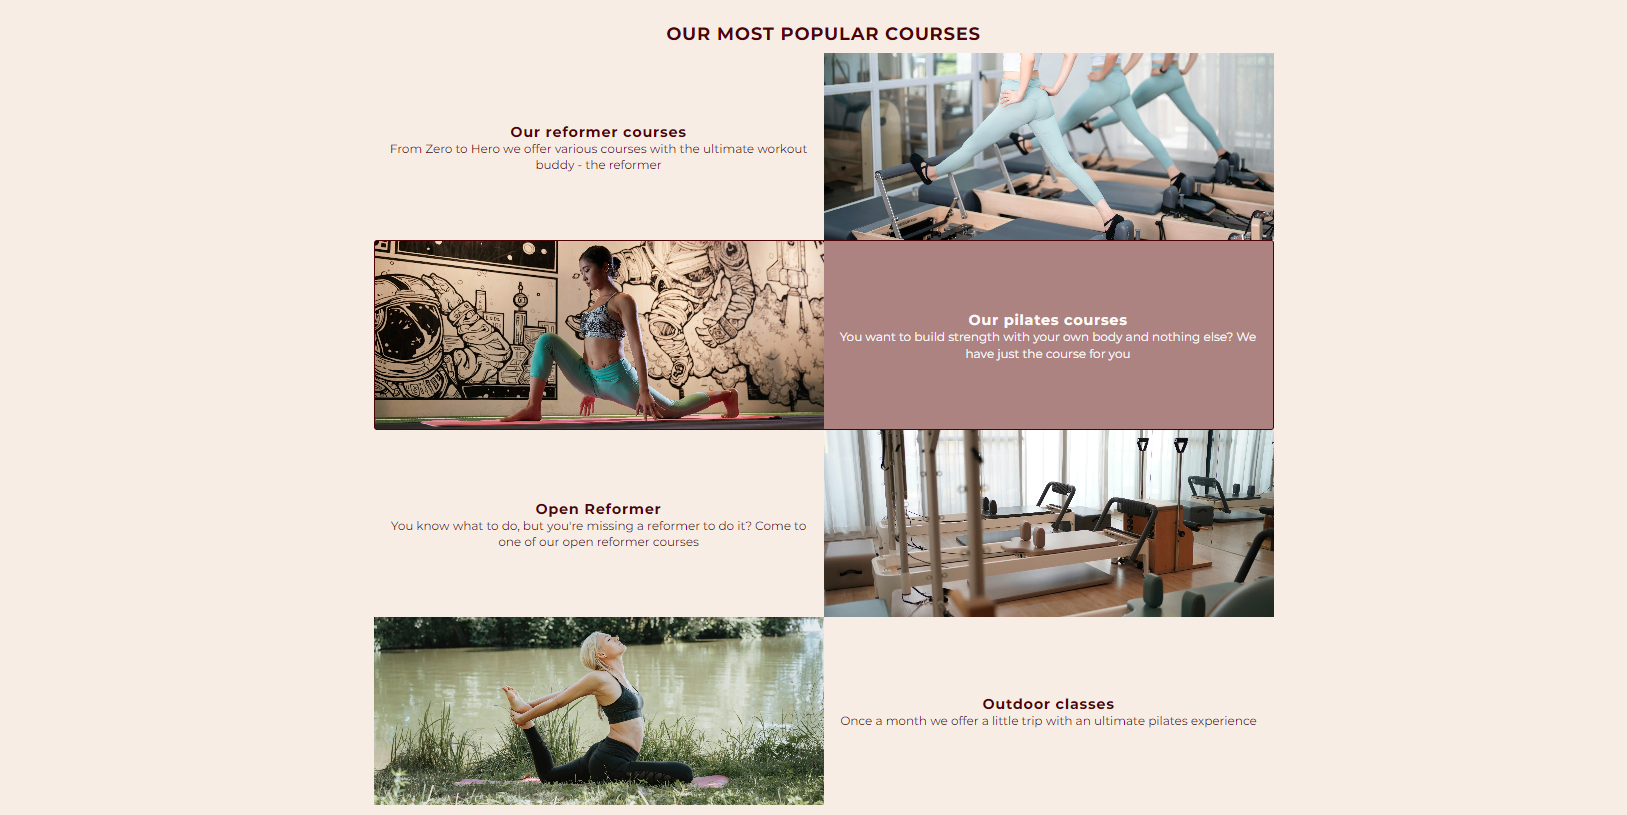 OUR MOST POPULAR COURSES
Our reformer courses
From Zero to Hero we offer various courses with the ultimate workout
buddy - the reformer
Our pilates courses
You want to build strength with your own body and nothing else? We
have just the course for you
Open Reformer
You know what to do, but you're missing a reformer to do it? Come to
one of our open reformer courses
Outdoor classes
Once a month we offer a little trip with an ultimate pilates experience